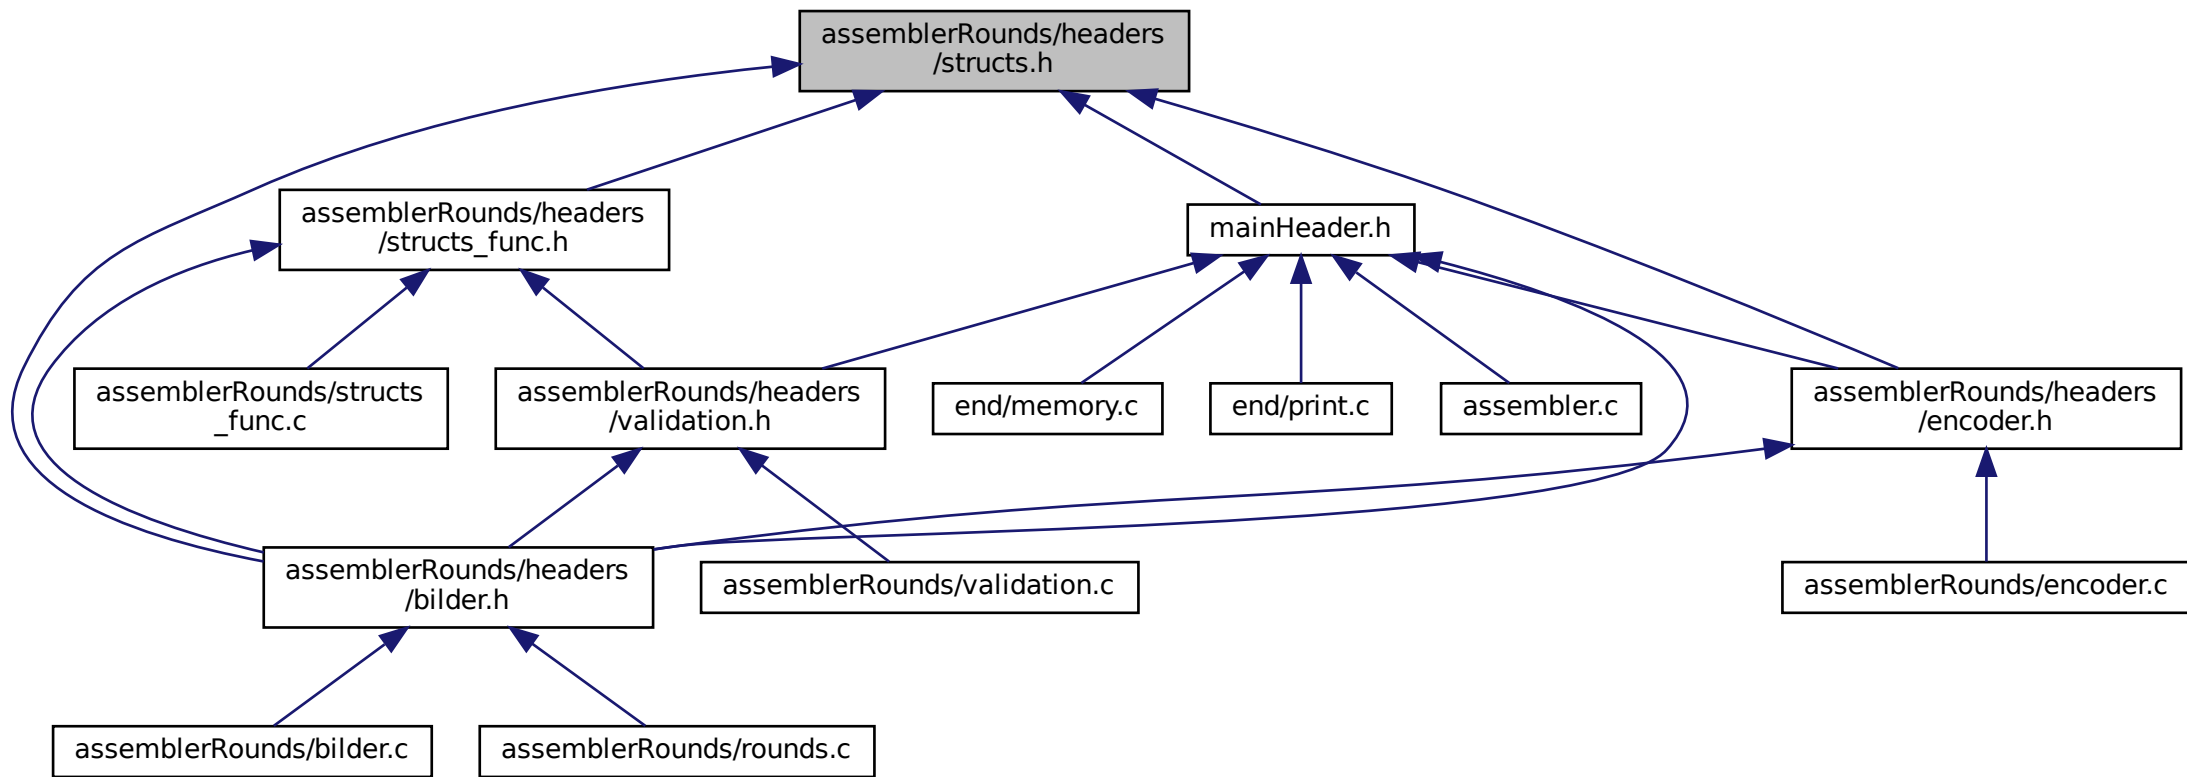 assemblerRounds/headers
/structs.h
assemblerRounds/headers
/structs_func.h
mainHeader.h
assemblerRounds/structs
_func.c
assemblerRounds/headers
/validation.h
end/memory.c
end/print.c
assembler.c
assemblerRounds/headers
/encoder.h
assemblerRounds/headers
/bilder.h
assemblerRounds/validation.c
assemblerRounds/encoder.c
assemblerRounds/bilder.c
assemblerRounds/rounds.c